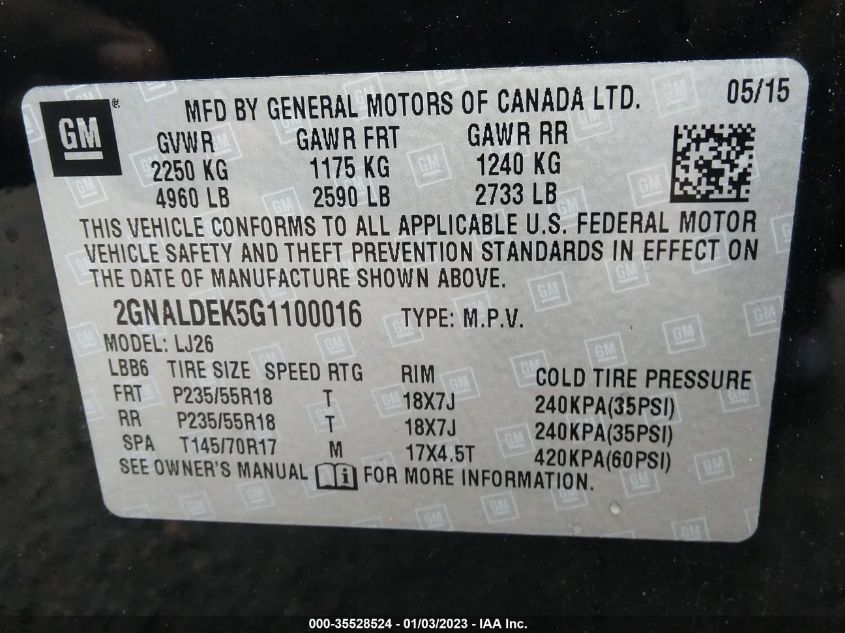 GM ® MFD BY GENERAL MOTORS OF CANADA LTD. 05/15
GVWR GAWR FRT GAWR RR
2250 KG 1175 KG 1240 KG
4960 LB 2590 LB 2733 LB
THIS VEHICLE CONFORMS TO ALL APPLICABLE U.S. FEDERAL MOTOR
VEHICLE SAFETY AND THEFT PREVENTION STANDARDS IN EFFECT ON
THE DATE OF MANUFACTURE SHOWN ABOVE.
2GNALDEK5G1100016 TYPE: M.P.V.
MODEL: LJ26
LBB6 TIRE SIZE SPEED RTG RIM COLD TIRE PRESSURE
FRT P235/55R18 T 18X7J 240KPA(35PSI)
RR P235/55R18 T 18X7J 240KPA(35PSI)
SPA T145/70R17 M 17X4.5T 420KPA(60PSI)
SEE OWNER'S MANUAL i FOR MORE INFORMATION.
000-35528524 — 01/03/2023 — IAA Inc.